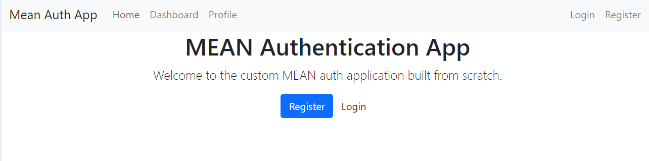 Mean Auth App Home Dashboard Profile Login Register
MEAN Authentication App
Welcome to the custom MEAN auth application built from scratch.
Register Login